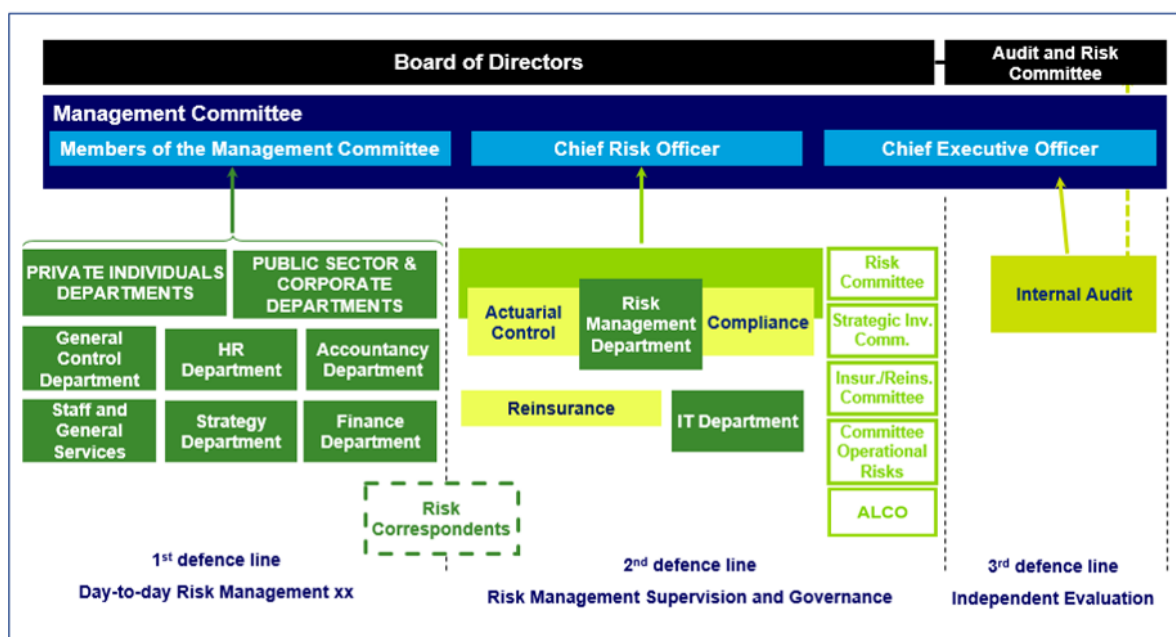 Board of Directors
Audit and Risk
Committee
Management Committee
Members of the Management Committee
Chief Risk Officer
Chief Executive Officer
PRIVATE INDIVIDUALS
DEPARTMENTS
PUBLIC SECTOR &
CORPORATE
DEPARTMENTS
General
Control
Department
HR
Department
Accountancy
Department
Staff and
General
Services
Strategy
Department
Finance
Department
Risk
Correspondents
Actuarial
Control
Risk
Management
Department
Compliance
Reinsurance
IT Department
Risk
Committee
Strategic Inv.
Comm.
Insur./Reins.
Committee
Committee
Operational
Risks
ALCO
Internal Audit
1st defence line
Day-to-day Risk Management xx
2nd defence line
Risk Management Supervision and Governance
3rd defence line
Independent Evaluation